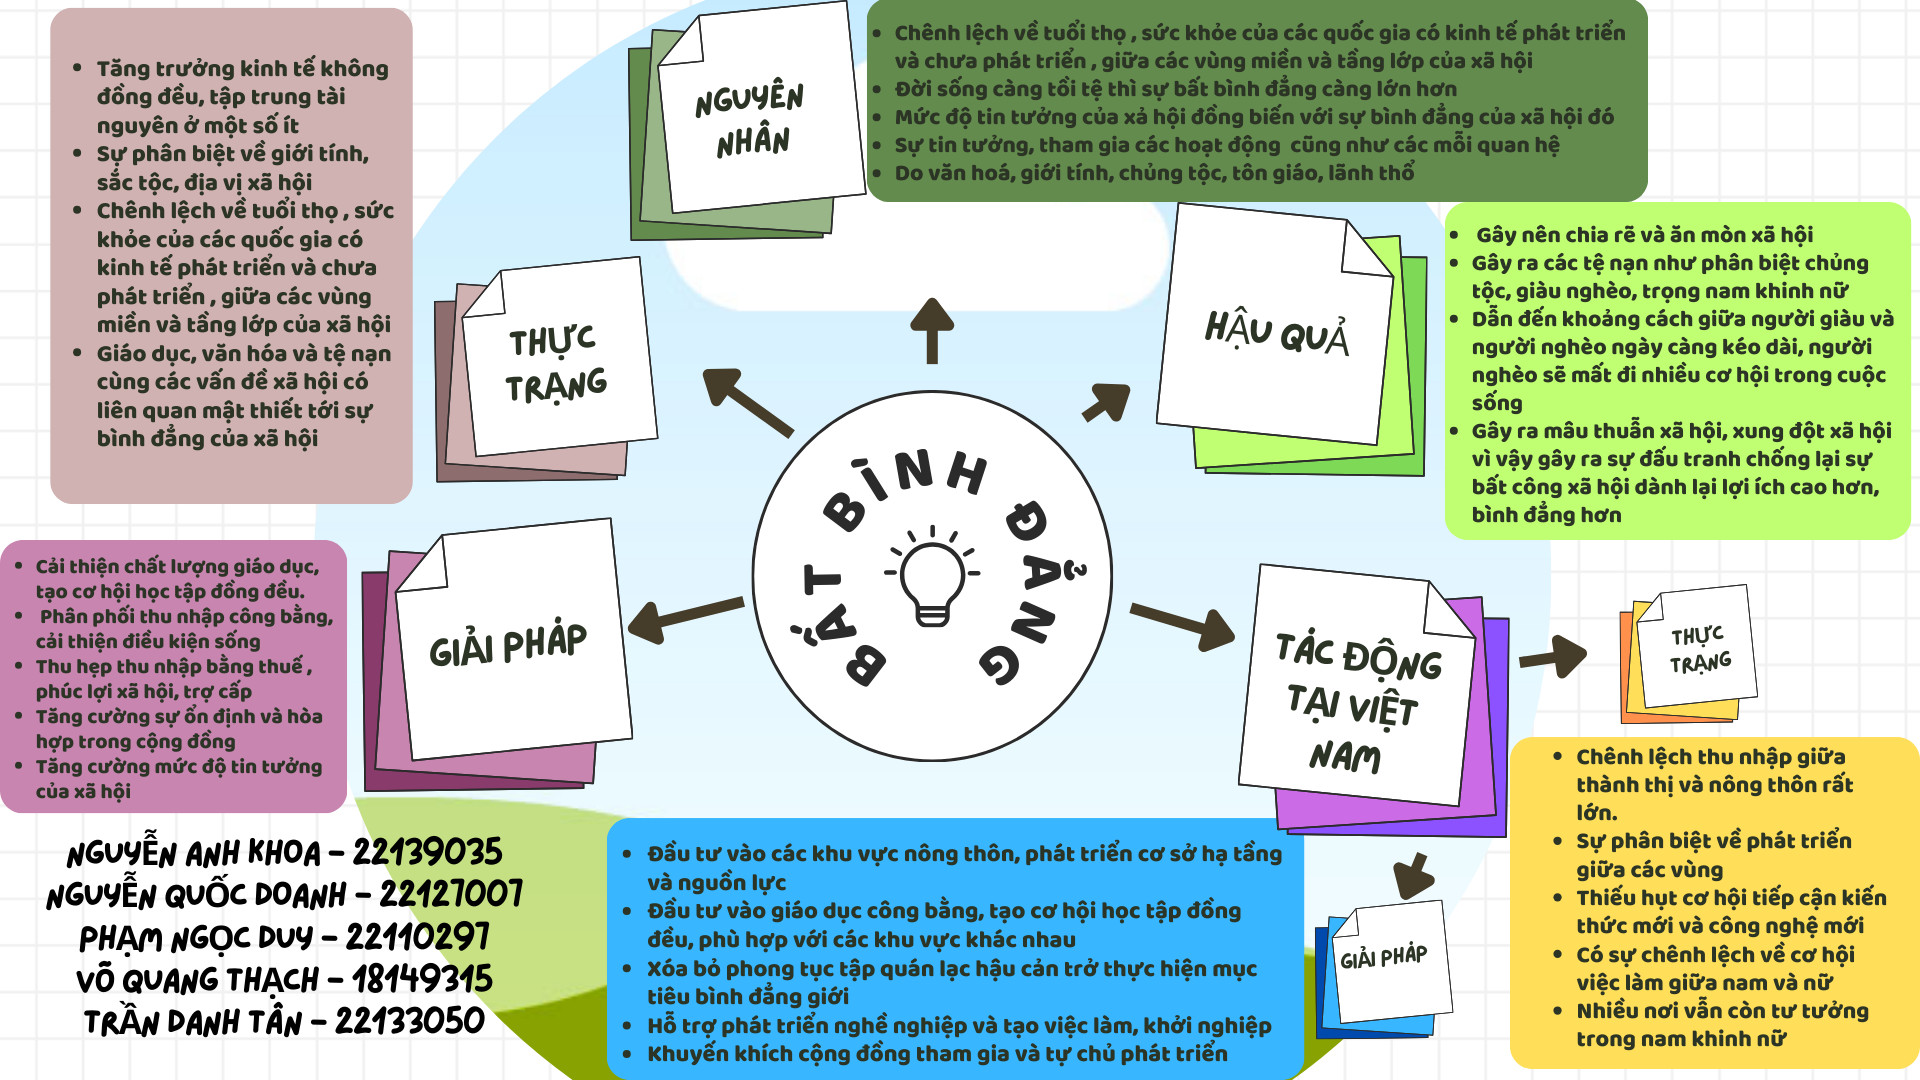 BẤT BÌNH ĐẲNG
NGUYÊN
NHÂN
Chênh lệch về tuổi thọ , sức khỏe của các quốc gia có kinh tế phát triển
và chưa phát triển , giữa các vùng miền và tầng lớp của xã hội
Đời sống càng tồi tệ thì sự bất bình đẳng càng lớn hơn
Mức độ tin tưởng của xả hội đồng biến với sự bình đẳng của xã hội đó
Sự tin tưởng, tham gia các hoạt động cũng như các mỗi quan hệ
Do văn hoá, giới tính, chủng tộc, tôn giáo, lãnh thổ
THỰC
TRẠNG
Tăng trưởng kinh tế không
đồng đều, tập trung tài
nguyên ở một số ít
Sự phân biệt về giới tính,
sắc tộc, địa vị xã hội
Chênh lệch về tuổi thọ , sức
khỏe của các quốc gia có
kinh tế phát triển và chưa
phát triển , giữa các vùng
miền và tầng lớp của xã hội
Giáo dục, văn hóa và tệ nạn
cùng các vấn đề xã hội có
liên quan mật thiết tới sự
bình đẳng của xã hội
HẬU QUẢ
Gây nên chia rẽ và ăn mòn xã hội
Gây ra các tệ nạn như phân biệt chủng
tộc, giàu nghèo, trọng nam khinh nữ
Dẫn đến khoảng cách giữa người giàu và
người nghèo ngày càng kéo dài, người
nghèo sẽ mất đi nhiều cơ hội trong cuộc
sống
Gây ra mâu thuẫn xã hội, xung đột xã hội
vì vậy gây ra sự đấu tranh chống lại sự
bất công xã hội dành lại lợi ích cao hơn,
bình đẳng hơn
GIẢI PHÁP
Cải thiện chất lượng giáo dục,
tạo cơ hội học tập đồng đều.
Phân phối thu nhập công bằng,
cải thiện điều kiện sống
Thu hẹp thu nhập bằng thuế ,
phúc lợi xã hội, trợ cấp
Tăng cường sự ổn định và hòa
hợp trong cộng đồng
Tăng cường mức độ tin tưởng
của xã hội
TÁC ĐỘNG
TẠI VIỆT
NAM
THỰC
TRẠNG
Chênh lệch thu nhập giữa
thành thị và nông thôn rất
lớn.
Sự phân biệt về phát triển
giữa các vùng
Thiếu hụt cơ hội tiếp cận kiến
thức mới và công nghệ mới
Có sự chênh lệch về cơ hội
việc làm giữa nam và nữ
Nhiều nơi vẫn còn tư tưởng
trong nam khinh nữ
GIẢI PHÁP
Đầu tư vào các khu vực nông thôn, phát triển cơ sở hạ tầng
và nguồn lực
Đầu tư vào giáo dục công bằng, tạo cơ hội học tập đồng
đều, phù hợp với các khu vực khác nhau
Xóa bỏ phong tục tập quán lạc hậu cản trở thực hiện mục
tiêu bình đẳng giới
Hỗ trợ phát triển nghề nghiệp và tạo việc làm, khởi nghiệp
Khuyến khích cộng đồng tham gia và tự chủ phát triển
NGUYỄN ANH KHOA – 22139035
NGUYỄN QUỐC DOANH – 22127007
PHẠM NGỌC DUY – 22110297
VÕ QUANG THẠCH – 18149315
TRẦN DANH TÂN – 22133050